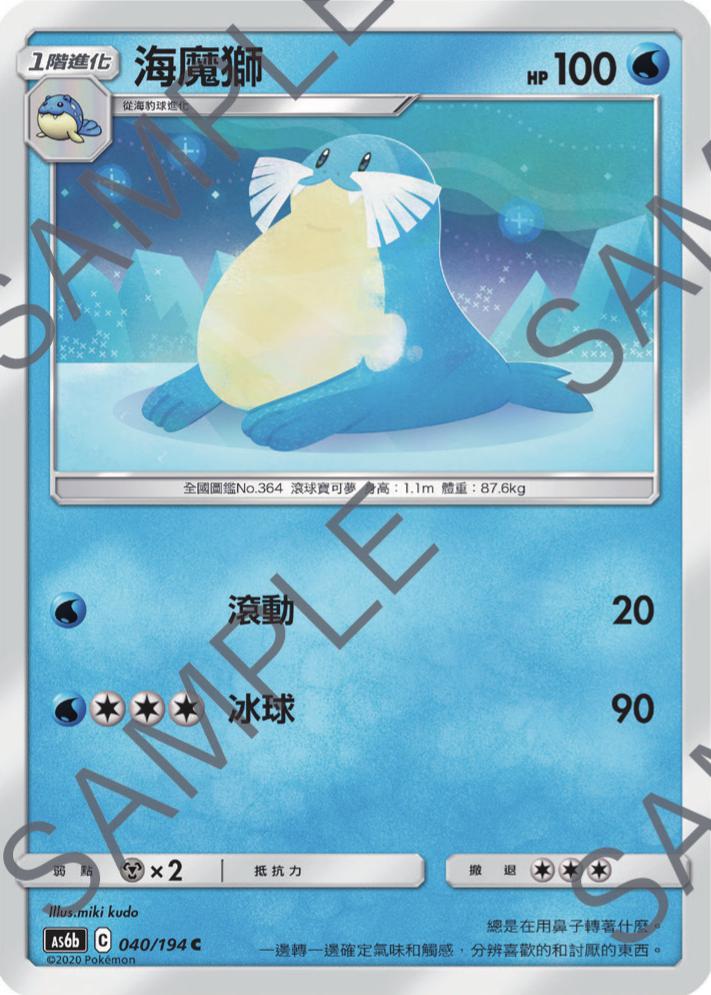 1階進化 海魔獅 HP 100
從海豹球進化
全國圖鑑No.364 滾球寶可夢 身高：1.1m 體重：87.6kg
滾動 20
冰球 90
弱點 ×2 抵抗力 撤退
Illus.miki kudo
總是在用鼻子轉著什麼。
一邊轉一邊確定氣味和觸感，分辨喜歡的和討厭的東西。
AS6b C 040/194 C
©2020 Pokémon
SAMPLE
SAMPLE
SAMPLE
SAMPLE